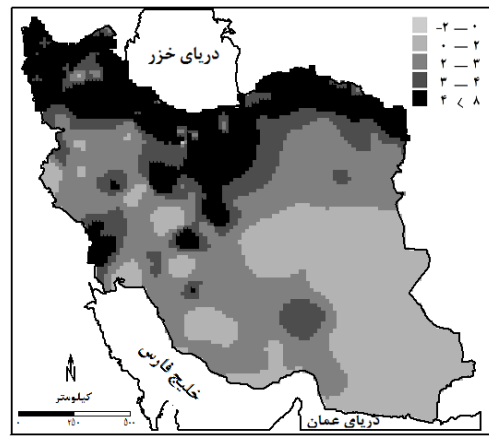 دریای خزر
-۲ — ۰
۰ — ۲
۲ — ۳
۳ — ۴
۴ > ۸
N
کیلومتر
۰ ۲۵۰ ۵۰۰
خلیج فارس
دریای عمان